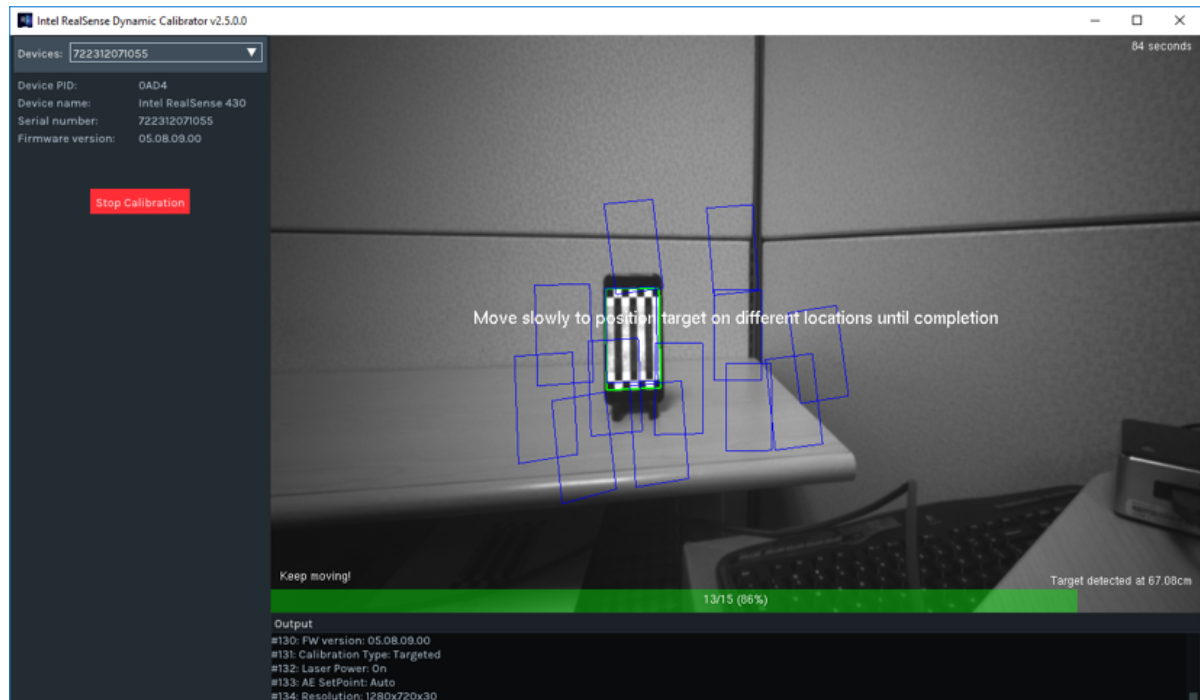 Intel RealSense Dynamic Calibrator v2.5.0.0
Devices: 722312071055
84 seconds
Device PID: 0AD4
Device name: Intel RealSense 430
Serial number: 722312071055
Firmware version: 05.08.09.00
Stop Calibration
Move slowly to position target on different locations until completion
Keep moving!
Target detected at 67.08cm
13/15 (86%)
Output
#130: FW version: 05.08.09.00
#131: Calibration Type: Targeted
#132: Laser Power: On
#133: AE SetPoint: Auto
#134: Resolution: 1280x720x30